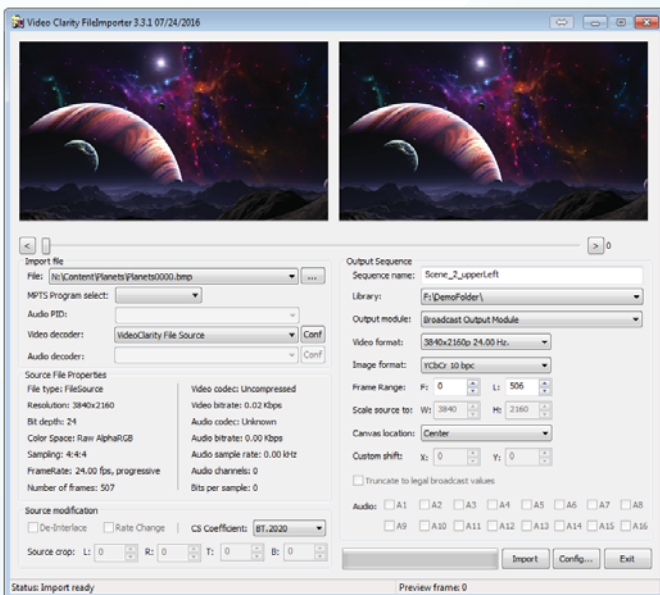 Video Clarity FileImporter 3.3.1 07/24/2016
< > 0
Import file
File: N:\Content\Planets\Planets0000.bmp ...
MPTS Program select:
Audio PID:
Video decoder: VideoClarity File Source Conf
Audio decoder: Conf
Source File Properties
File type: FileSource
Resolution: 3840x2160
Bit depth: 24
Color Space: Raw AlphaRGB
Sampling: 4:4:4
FrameRate: 24.00 fps, progressive
Number of frames: 507
Video codec: Uncompressed
Video bitrate: 0.02 Kbps
Audio codec: Unknown
Audio bitrate: 0.00 Kbps
Audio sample rate: 0.00 kHz
Audio channels: 0
Bits per sample: 0
Source modification
De-Interlace Rate Change CS Coefficient: BT.2020
Source crop: L: 0 R: 0 T: 0 B: 0
Output Sequence
Sequence name: Scene_2_upperLeft
Library: F:\DemoFolder\
Output module: Broadcast Output Module
Video format: 3840x2160p 24.00 Hz.
Image format: YCbCr 10 bpc
Frame Range: F: 0 L: 506
Scale source to: W: 3840 H: 2160
Canvas location: Center
Custom shift: X: 0 Y: 0
Truncate to legal broadcast values
Audio: A1 A2 A3 A4 A5 A6 A7 A8
A9 A10 A11 A12 A13 A14 A15 A16
Import Config... Exit
Status: Import ready Preview frame: 0